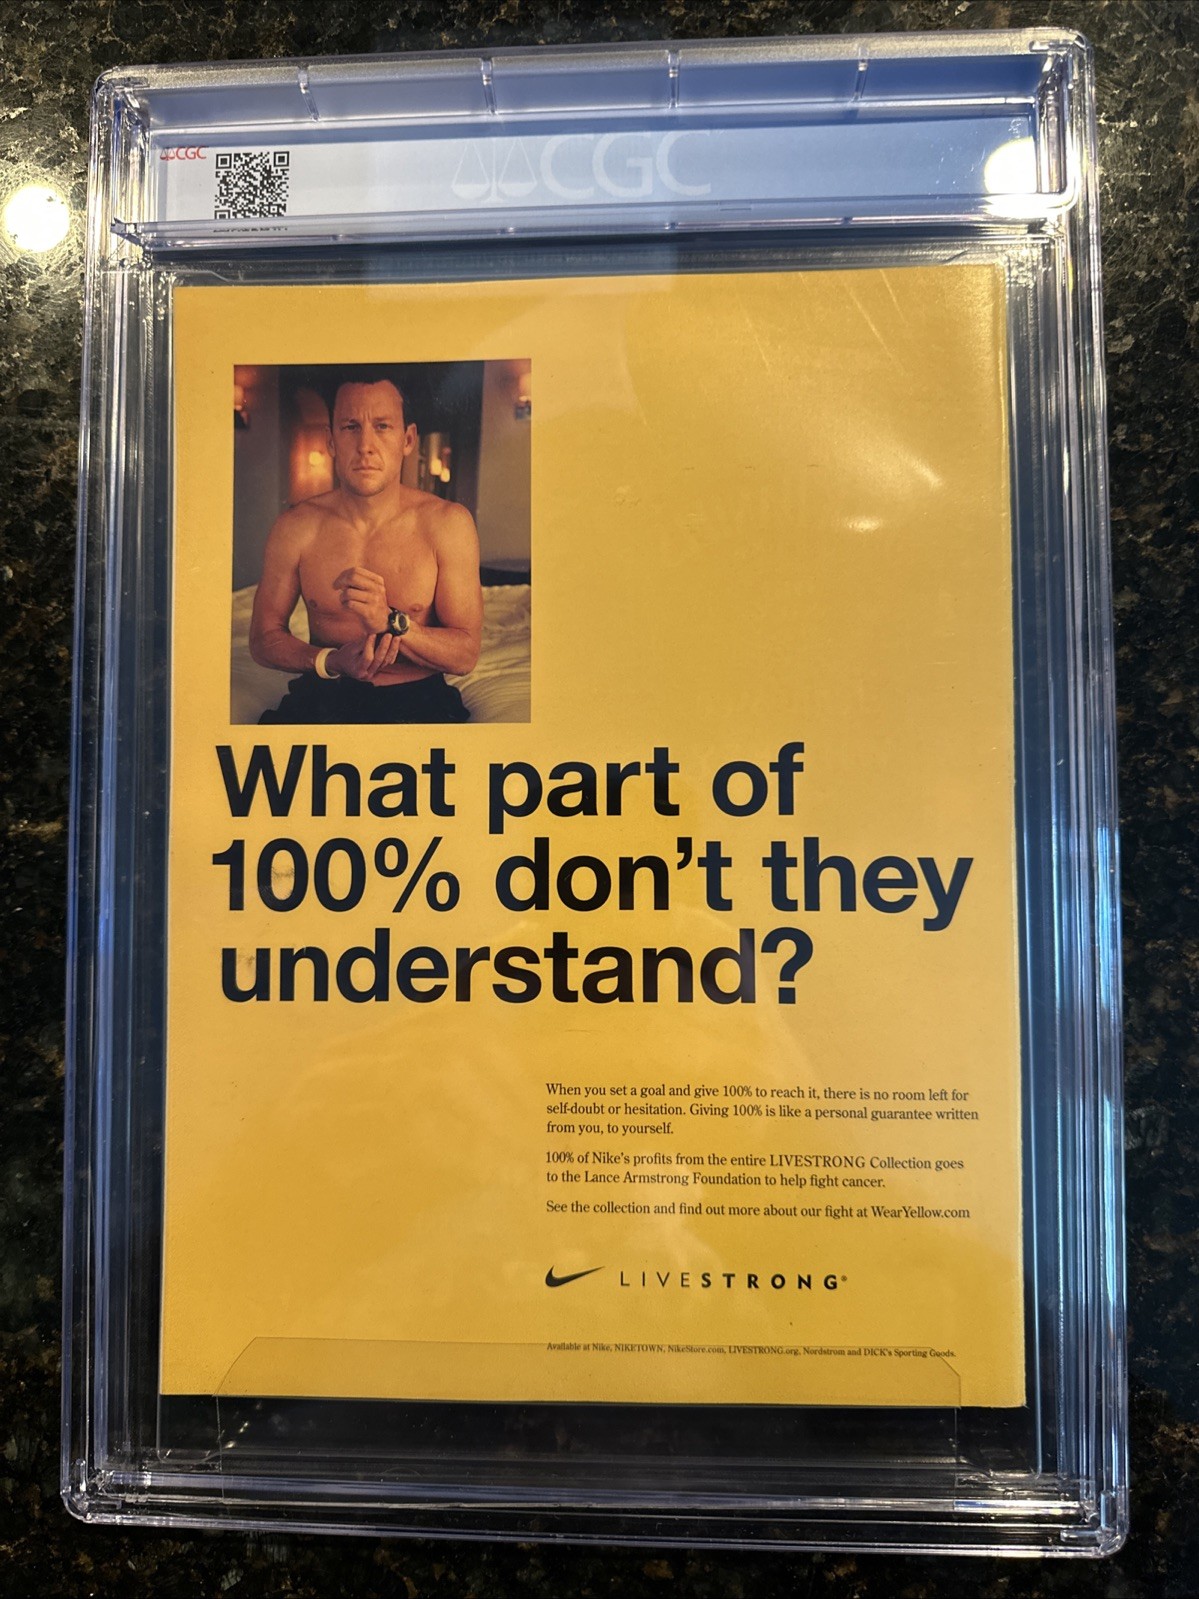 CGC
CGC
What part of
100% don't they
understand?
When you set a goal and give 100% to reach it, there is no room left for
self-doubt or hesitation. Giving 100% is like a personal guarantee written
from you, to yourself.
100% of Nike's profits from the entire LIVESTRONG Collection goes
to the Lance Armstrong Foundation to help fight cancer.
See the collection and find out more about our fight at WearYellow.com
LIVESTRONG®
Available at Nike, NIKETOWN, NikeStore.com, LIVESTRONG.org, Nordstrom and DICK's Sporting Goods.